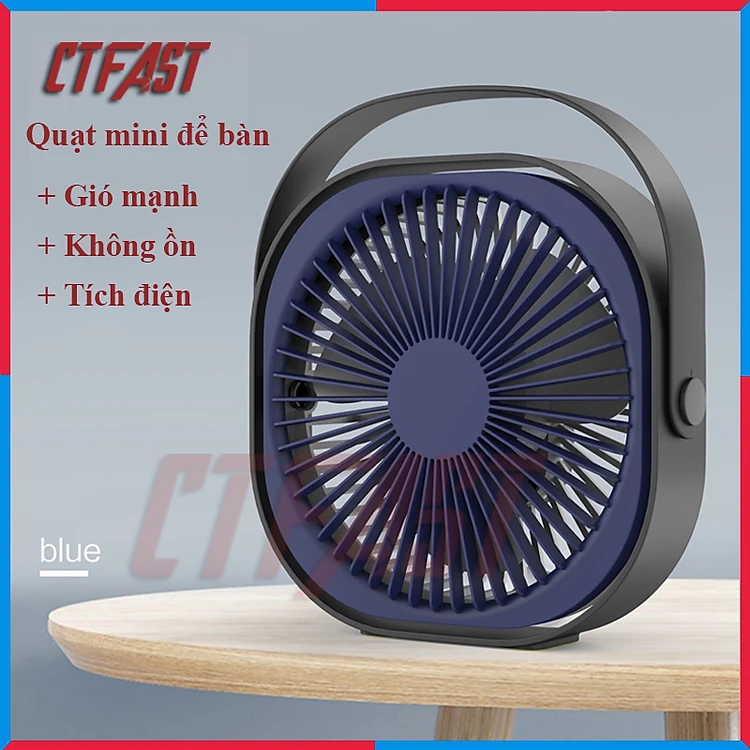 CTFAST
Quạt mini để bàn
+ Gió mạnh
+ Không ồn
+ Tích điện
CTFAST
blue